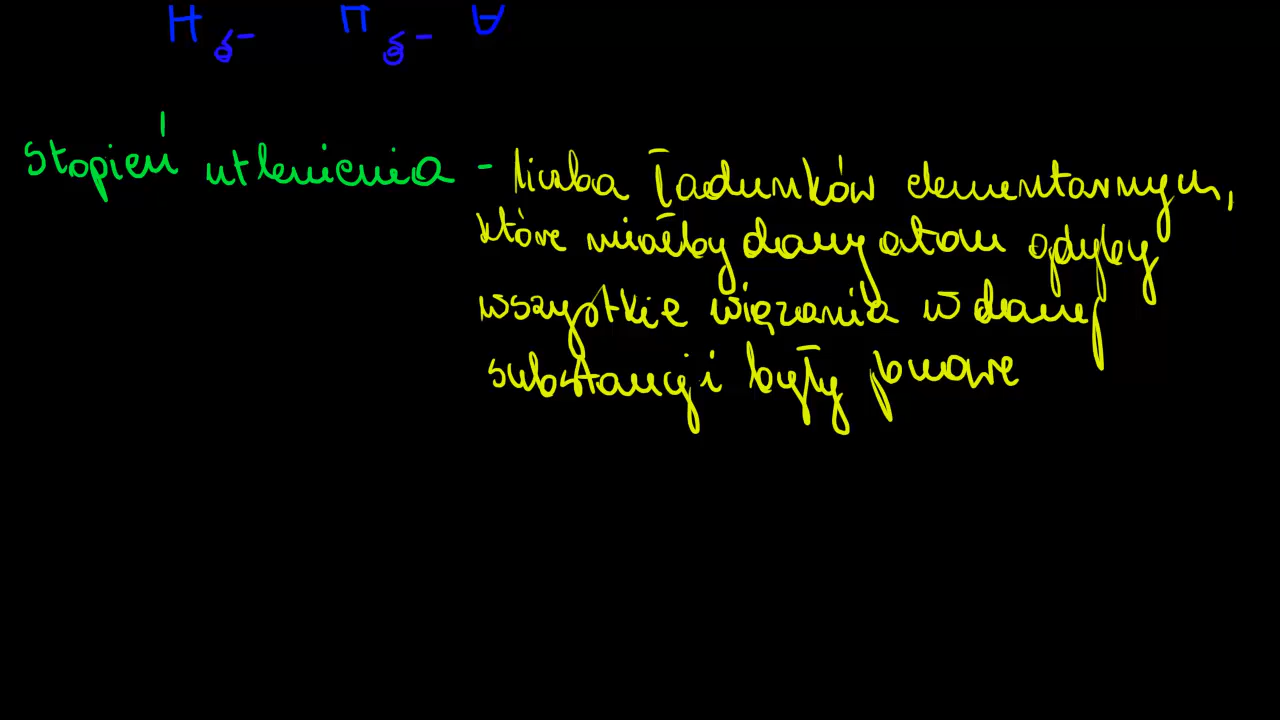 H δ- H δ-
Stopień utlenienia - liczba ładunków elementarnych,
które miałby dany atom gdyby
wszystkie wiązania w danej
substancji były jonowe